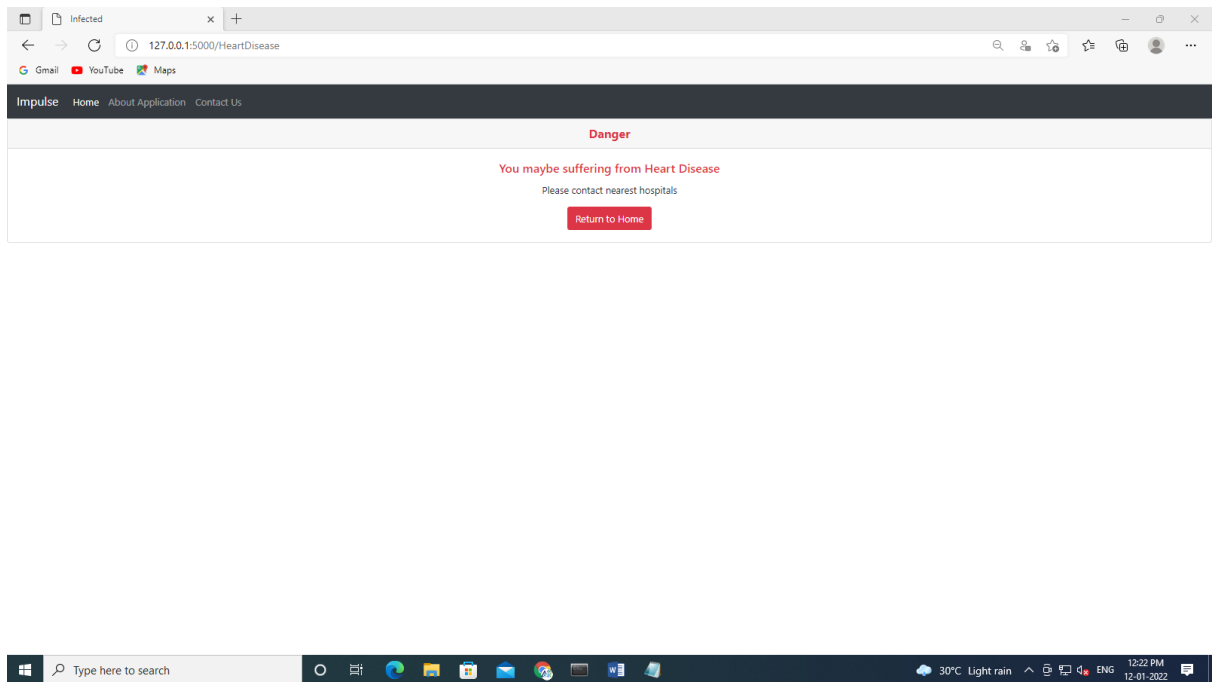 Infected
127.0.0.1:5000/HeartDisease
Gmail YouTube Maps
Impulse Home About Application Contact Us
Danger
You maybe suffering from Heart Disease
Please contact nearest hospitals
Return to Home
Type here to search
30°C Light rain ENG 12:22 PM
12-01-2022